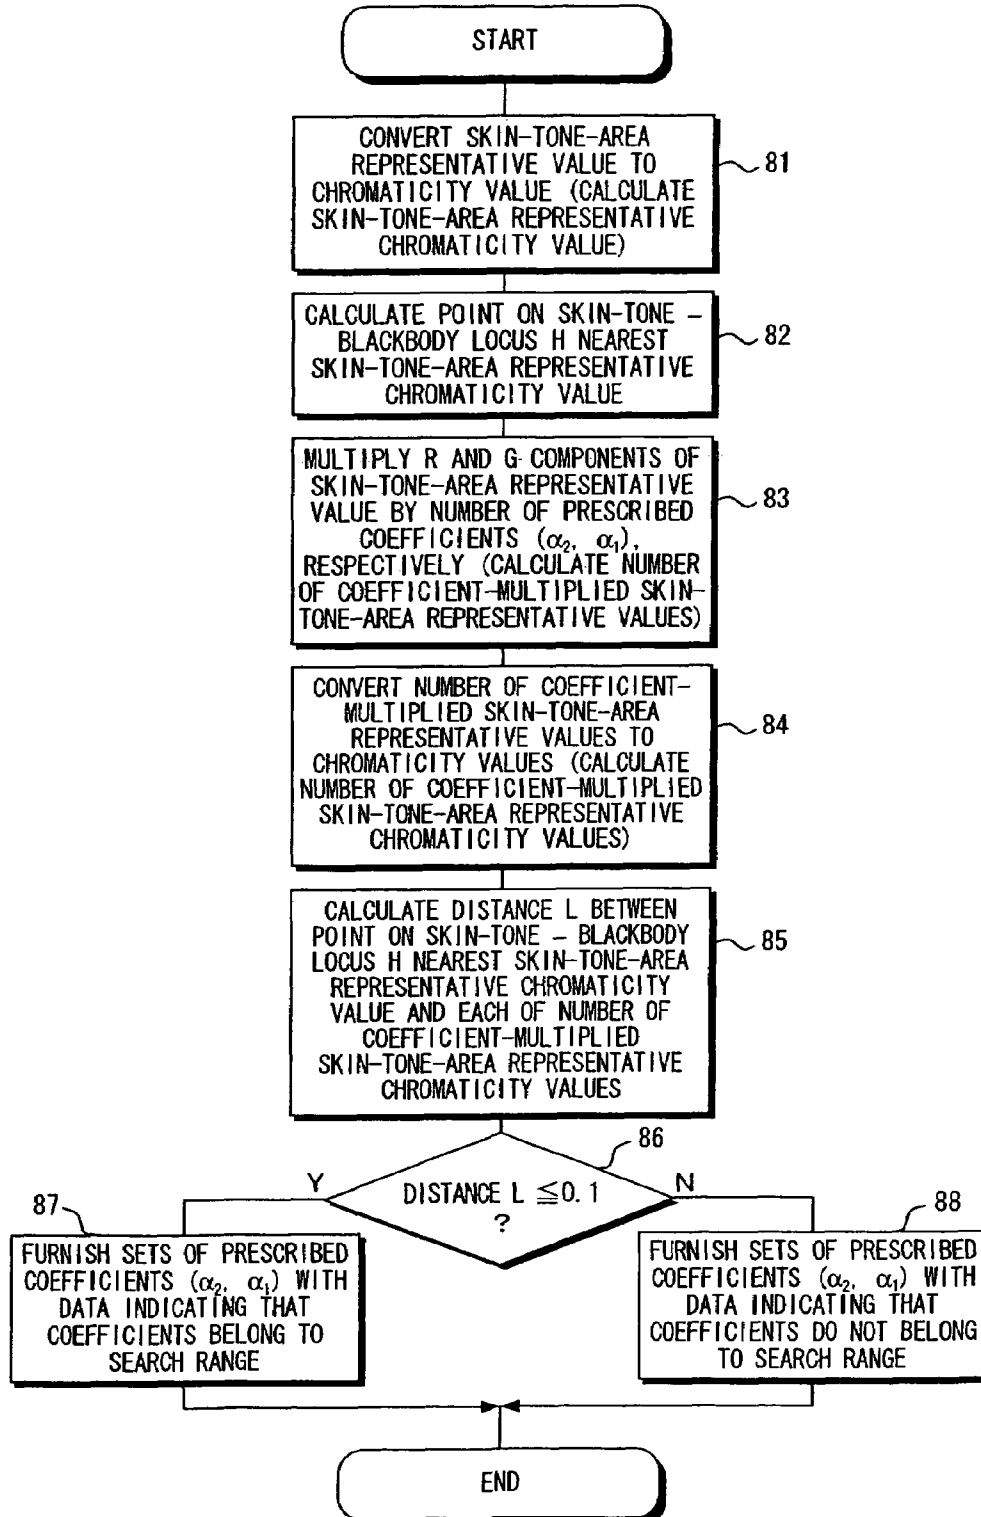 START
CONVERT SKIN-TONE-AREA
REPRESENTATIVE VALUE TO
CHROMATICITY VALUE (CALCULATE
SKIN-TONE-AREA REPRESENTATIVE
CHROMATICITY VALUE)
81
CALCULATE POINT ON SKIN-TONE –
BLACKBODY LOCUS H NEAREST
SKIN-TONE-AREA REPRESENTATIVE
CHROMATICITY VALUE
82
MULTIPLY R AND G COMPONENTS OF
SKIN-TONE-AREA REPRESENTATIVE
VALUE BY NUMBER OF PRESCRIBED
COEFFICIENTS (α₂, α₁),
RESPECTIVELY (CALCULATE NUMBER
OF COEFFICIENT-MULTIPLIED SKIN-
TONE-AREA REPRESENTATIVE VALUES)
83
CONVERT NUMBER OF COEFFICIENT-
MULTIPLIED SKIN-TONE-AREA
REPRESENTATIVE VALUES TO
CHROMATICITY VALUES (CALCULATE
NUMBER OF COEFFICIENT-MULTIPLIED
SKIN-TONE-AREA REPRESENTATIVE
CHROMATICITY VALUES)
84
CALCULATE DISTANCE L BETWEEN
POINT ON SKIN-TONE – BLACKBODY
LOCUS H NEAREST SKIN-TONE-AREA
REPRESENTATIVE CHROMATICITY
VALUE AND EACH OF NUMBER OF
COEFFICIENT-MULTIPLIED
SKIN-TONE-AREA REPRESENTATIVE
CHROMATICITY VALUES
85
86
Y
DISTANCE L ≦0.1
?
N
87
FURNISH SETS OF PRESCRIBED
COEFFICIENTS (α₂, α₁) WITH
DATA INDICATING THAT
COEFFICIENTS BELONG TO
SEARCH RANGE
88
FURNISH SETS OF PRESCRIBED
COEFFICIENTS (α₂, α₁) WITH
DATA INDICATING THAT
COEFFICIENTS DO NOT BELONG
TO SEARCH RANGE
END